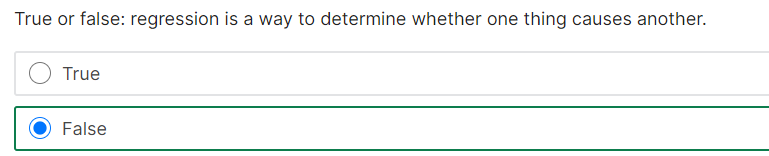 True or false: regression is a way to determine whether one thing causes another.
True
False